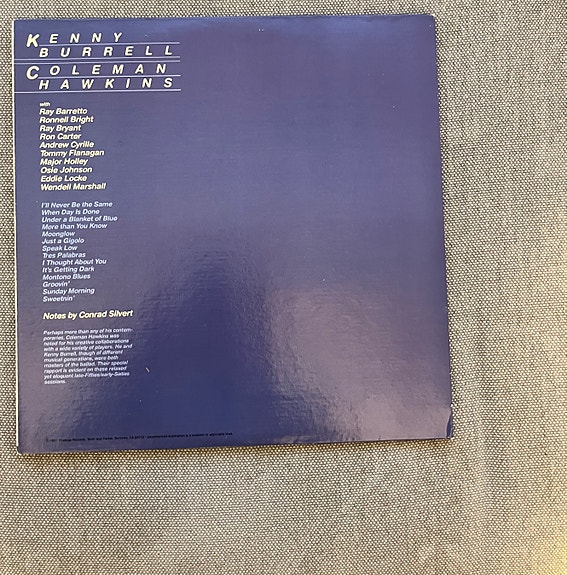 KENNY
BURRELL
COLEMAN
HAWKINS
with
Ray Barretto
Ronnell Bright
Ray Bryant
Ron Carter
Andrew Cyrille
Tommy Flanagan
Major Holley
Osie Johnson
Eddie Locke
Wendell Marshall
I'll Never Be the Same
When Day Is Done
Under a Blanket of Blue
More than You Know
Moonglow
Just a Gigolo
Speak Low
Tres Palabras
I Thought About You
It's Getting Dark
Montono Blues
Groovin'
Sunday Morning
Sweetnin'
Notes by Conrad Silvert
Perhaps more than any of his contem-
poraries, Coleman Hawkins was
noted for his creative collaborations
with a wide variety of players. He and
Kenny Burrell, though of different
musical generations, were both
masters of the ballad. Their special
rapport is evident on these relaxed
yet eloquent late-Fifties/early-Sixties
sessions.